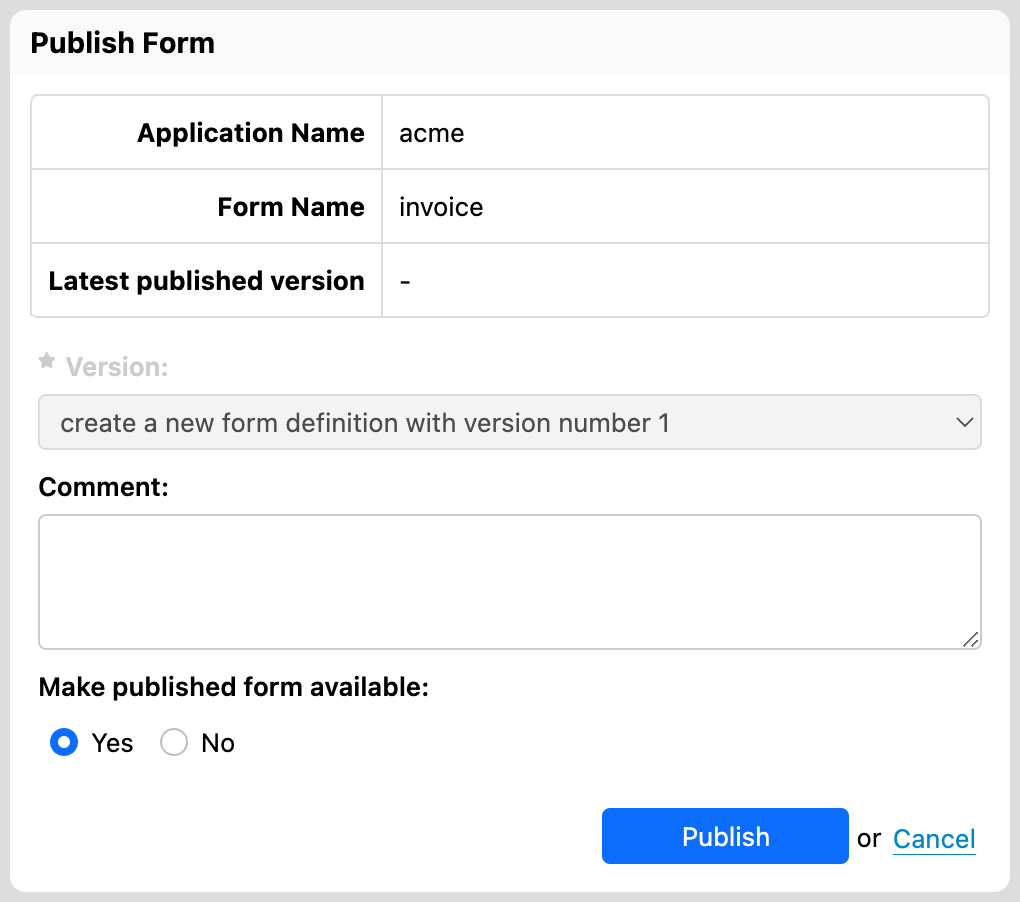 Publish Form
Application Name acme
Form Name invoice
Latest published version -
★ Version:
create a new form definition with version number 1
Comment:
Make published form available:
Yes No
Publish or Cancel